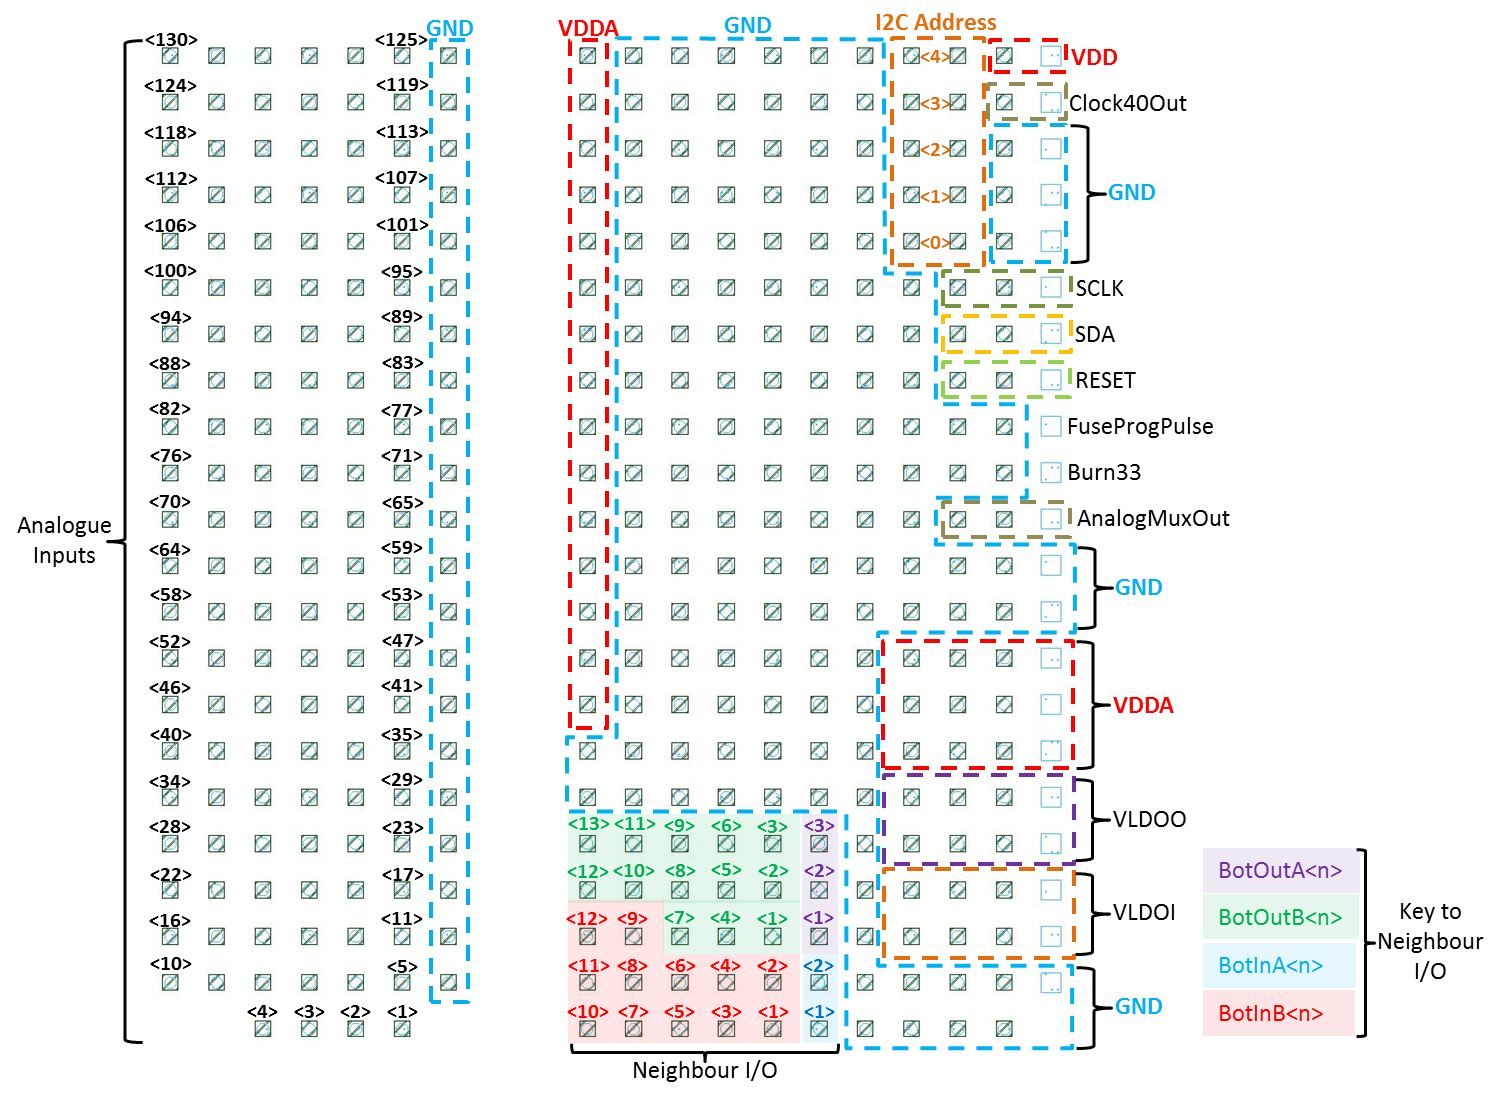 GND VDDA GND I2C Address
<130> <125> <4> VDD
<124> <119> <3> Clock40Out
<118> <113> <2>
<112> <107> <1> GND
<106> <101> <0>
<100> <95> SCLK
<94> <89> SDA
<88> <83> RESET
<82> <77> FuseProgPulse
<76> <71> Burn33
<70> <65> AnalogMuxOut
Analogue
Inputs
<64> <59>
<58> <53> GND
<52> <47>
<46> <41> VDDA
<40> <35>
<34> <29>
<28> <23> <13> <11> <9> <6> <3> <3> VLDOO
<22> <17> <12> <10> <8> <5> <2> <2> BotOutA<n>
<16> <11> <12> <9> <7> <4> <1> <1> VLDOI BotOutB<n>
<10> <5> <11> <8> <6> <4> <2> <2> BotInA<n>
<4> <3> <2> <1> <10> <7> <5> <3> <1> <1> GND BotInB<n>
Key to
Neighbour
I/O
Neighbour I/O